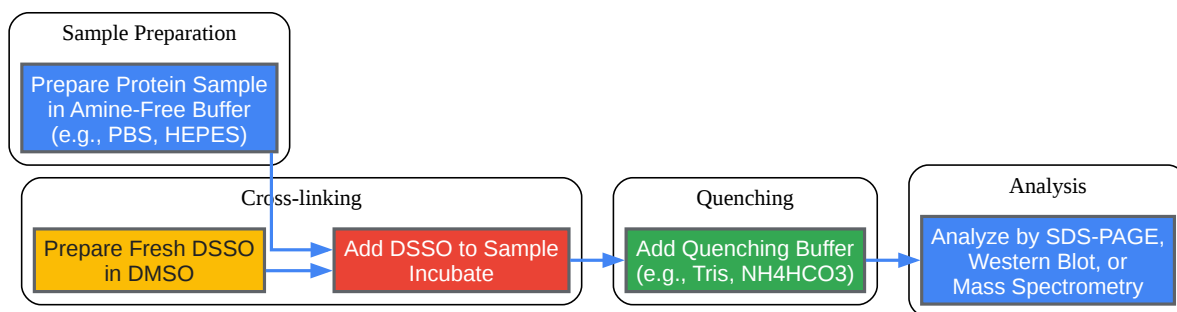 Sample Preparation
Prepare Protein Sample
in Amine-Free Buffer
(e.g., PBS, HEPES)
Cross-linking
Prepare Fresh DSSO
in DMSO
Add DSSO to Sample
Incubate
Quenching
Add Quenching Buffer
(e.g., Tris, NH4HCO3)
Analysis
Analyze by SDS-PAGE,
Western Blot, or
Mass Spectrometry